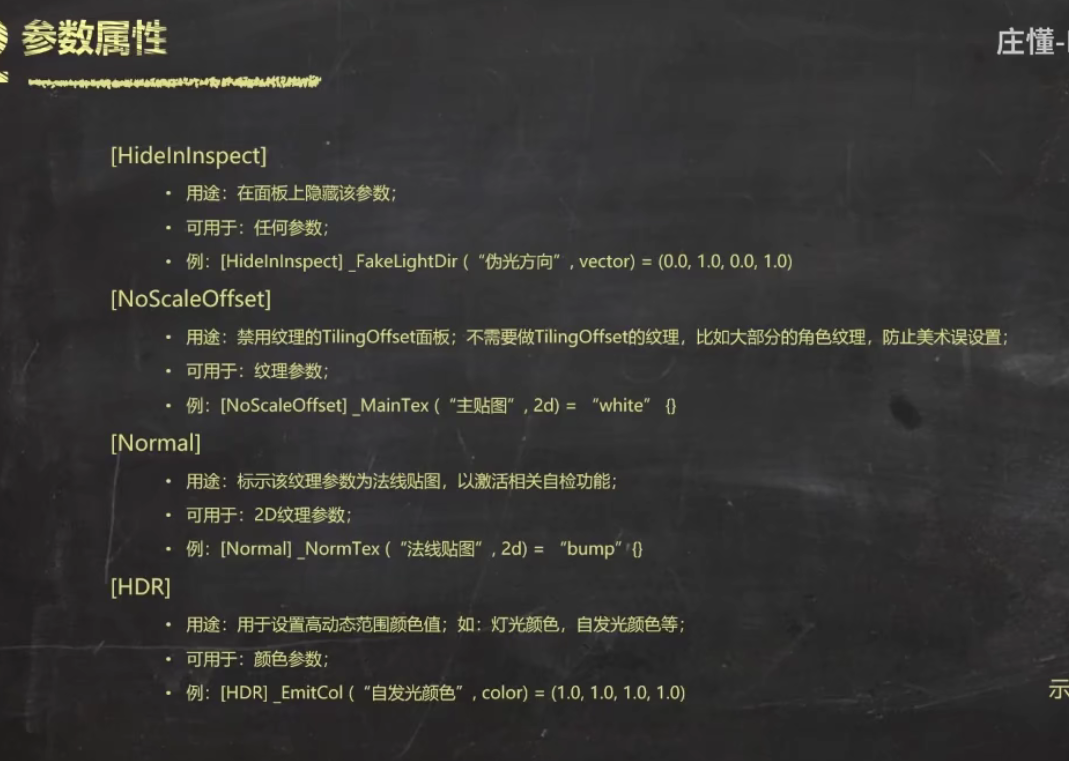 参数属性
庄懂-
[HideInInspect]
• 用途：在面板上隐藏该参数；
• 可用于：任何参数；
• 例：[HideInInspect] _FakeLightDir (“伪光方向”, vector) = (0.0, 1.0, 0.0, 1.0)
[NoScaleOffset]
• 用途：禁用纹理的TilingOffset面板；不需要做TilingOffset的纹理，比如大部分的角色纹理，防止美术误设置；
• 可用于：纹理参数；
• 例：[NoScaleOffset] _MainTex (“主贴图”, 2d) = “white” {}
[Normal]
• 用途：标示该纹理参数为法线贴图，以激活相关自检功能；
• 可用于：2D纹理参数；
• 例：[Normal] _NormTex (“法线贴图”, 2d) = “bump” {}
[HDR]
• 用途：用于设置高动态范围颜色值；如：灯光颜色，自发光颜色等；
• 可用于：颜色参数；
• 例：[HDR] _EmitCol (“自发光颜色”, color) = (1.0, 1.0, 1.0, 1.0)
示